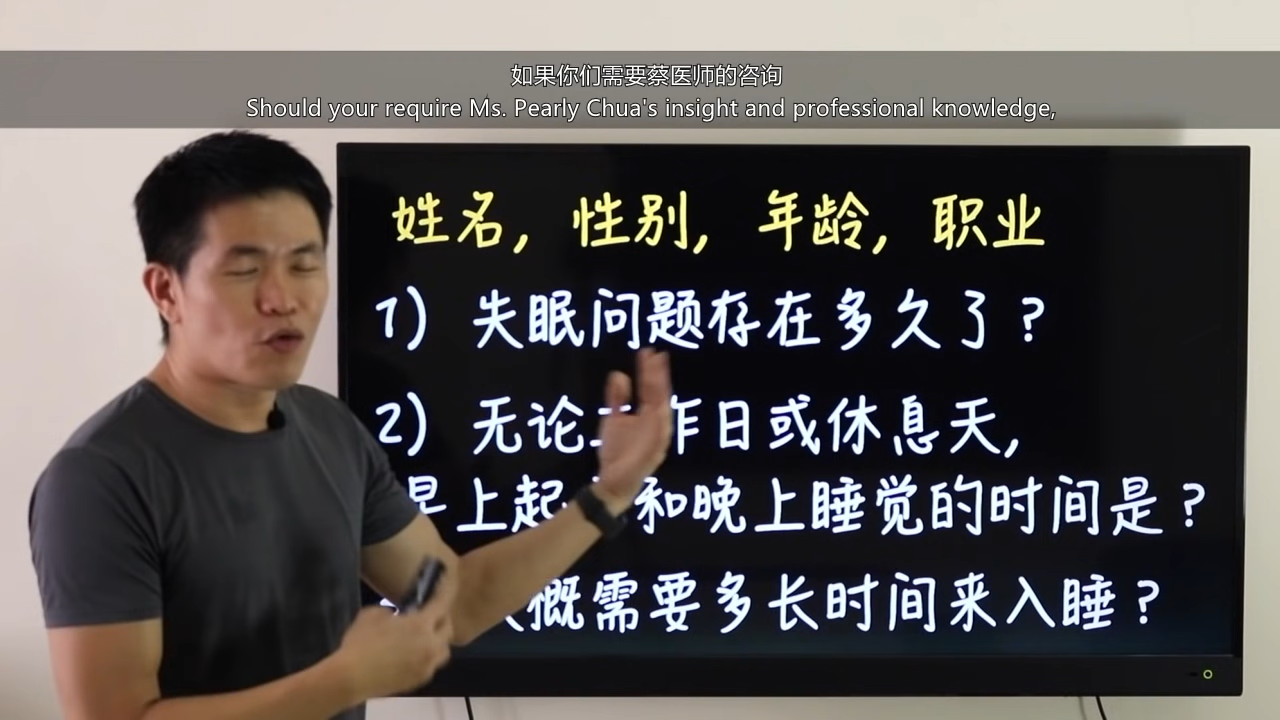 如果你们需要蔡医师的咨询
Should your require Ms. Pearly Chua's insight and professional knowledge,
姓名, 性别, 年龄, 职业
1) 失眠问题存在多久了?
2) 无论工作日或休息天,
早上起 和晚上睡觉的时间是?
概需要多长时间来入睡?